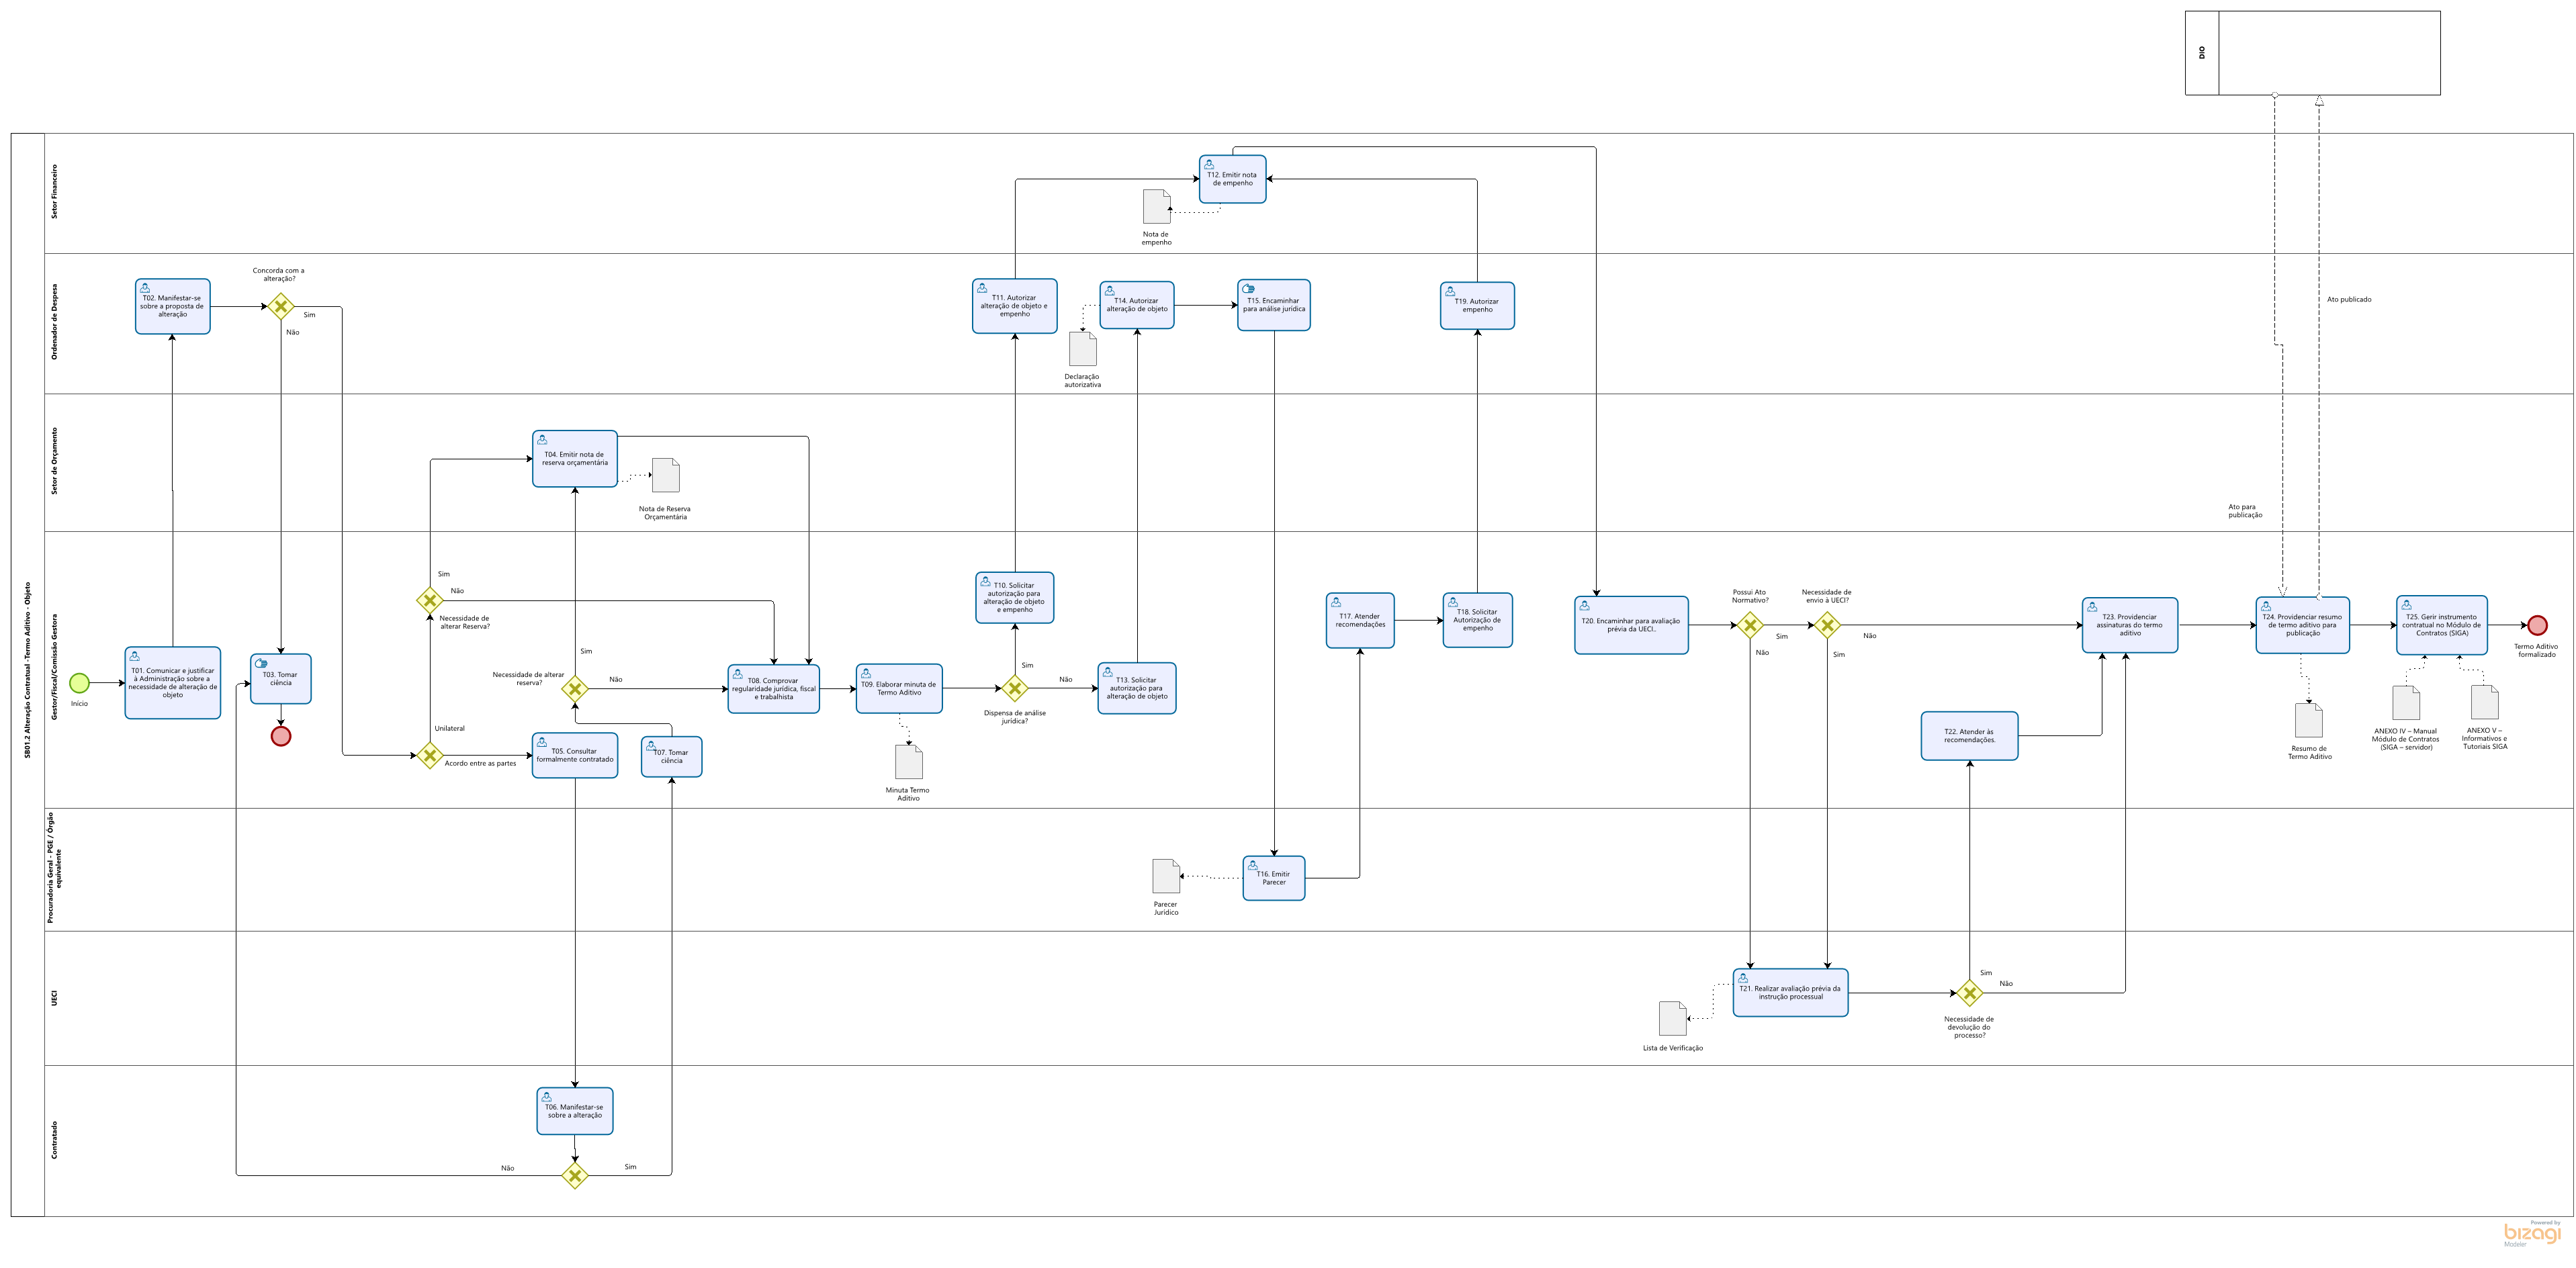 DIO
SB01.2 Alteração Contratual -Termo Aditivo - Objeto
Setor Financeiro
T12. Emitir nota
de empenho
Nota de
empenho
Ordenador de Despesa
T02. Manifestar-se
sobre a proposta de
alteração
Concorda com a
alteração?
Sim
Não
T11. Autorizar
alteração de objeto e
empenho
T14. Autorizar
alteração de objeto
Declaração
autorizativa
T15. Encaminhar
para análise jurídica
T19. Autorizar
empenho
Ato publicado
Setor de Orçamento
T04. Emitir nota de
reserva orçamentária
Nota de Reserva
Orçamentária
Ato para
publicação
Gestor/Fiscal/Comissão Gestora
Início
T01. Comunicar e justificar
à Administração sobre a
necessidade de alteração de
objeto
T03. Tomar
ciência
Sim
Não
Necessidade de
alterar Reserva?
Unilateral
Acordo entre as partes
T05. Consultar
formalmente contratado
Necessidade de alterar
reserva?
Sim
Não
T07. Tomar
ciência
T08. Comprovar
regularidade jurídica, fiscal
e trabalhista
T09. Elaborar minuta de
Termo Aditivo
Minuta Termo
Aditivo
T10. Solicitar
autorização para
alteração de objeto
e empenho
Sim
Não
Dispensa de análise
jurídica?
T13. Solicitar
autorização para
alteração de objeto
T17. Atender
recomendações
T18. Solicitar
Autorização de
empenho
T20. Encaminhar para avaliação
prévia da UECI..
Possui Ato
Normativo?
Sim
Não
Necessidade de
envio à UECI?
Não
Sim
T22. Atender às
recomendações.
T23. Providenciar
assinaturas do termo
aditivo
T24. Providenciar resumo
de termo aditivo para
publicação
Resumo de
Termo Aditivo
T25. Gerir instrumento
contratual no Módulo de
Contratos (SIGA)
ANEXO IV – Manual
Módulo de Contratos
(SIGA – servidor)
ANEXO V –
Informativos e
Tutoriais SIGA
Termo Aditivo
formalizado
Procuradoria Geral - PGE / Órgão
equivalente
Parecer
Jurídico
T16. Emitir
Parecer
UECI
Lista de Verificação
T21. Realizar avaliação prévia da
instrução processual
Sim
Não
Necessidade de
devolução do
processo?
Contratado
T06. Manifestar-se
sobre a alteração
Não
Sim
Powered by
bizagi
Modeler